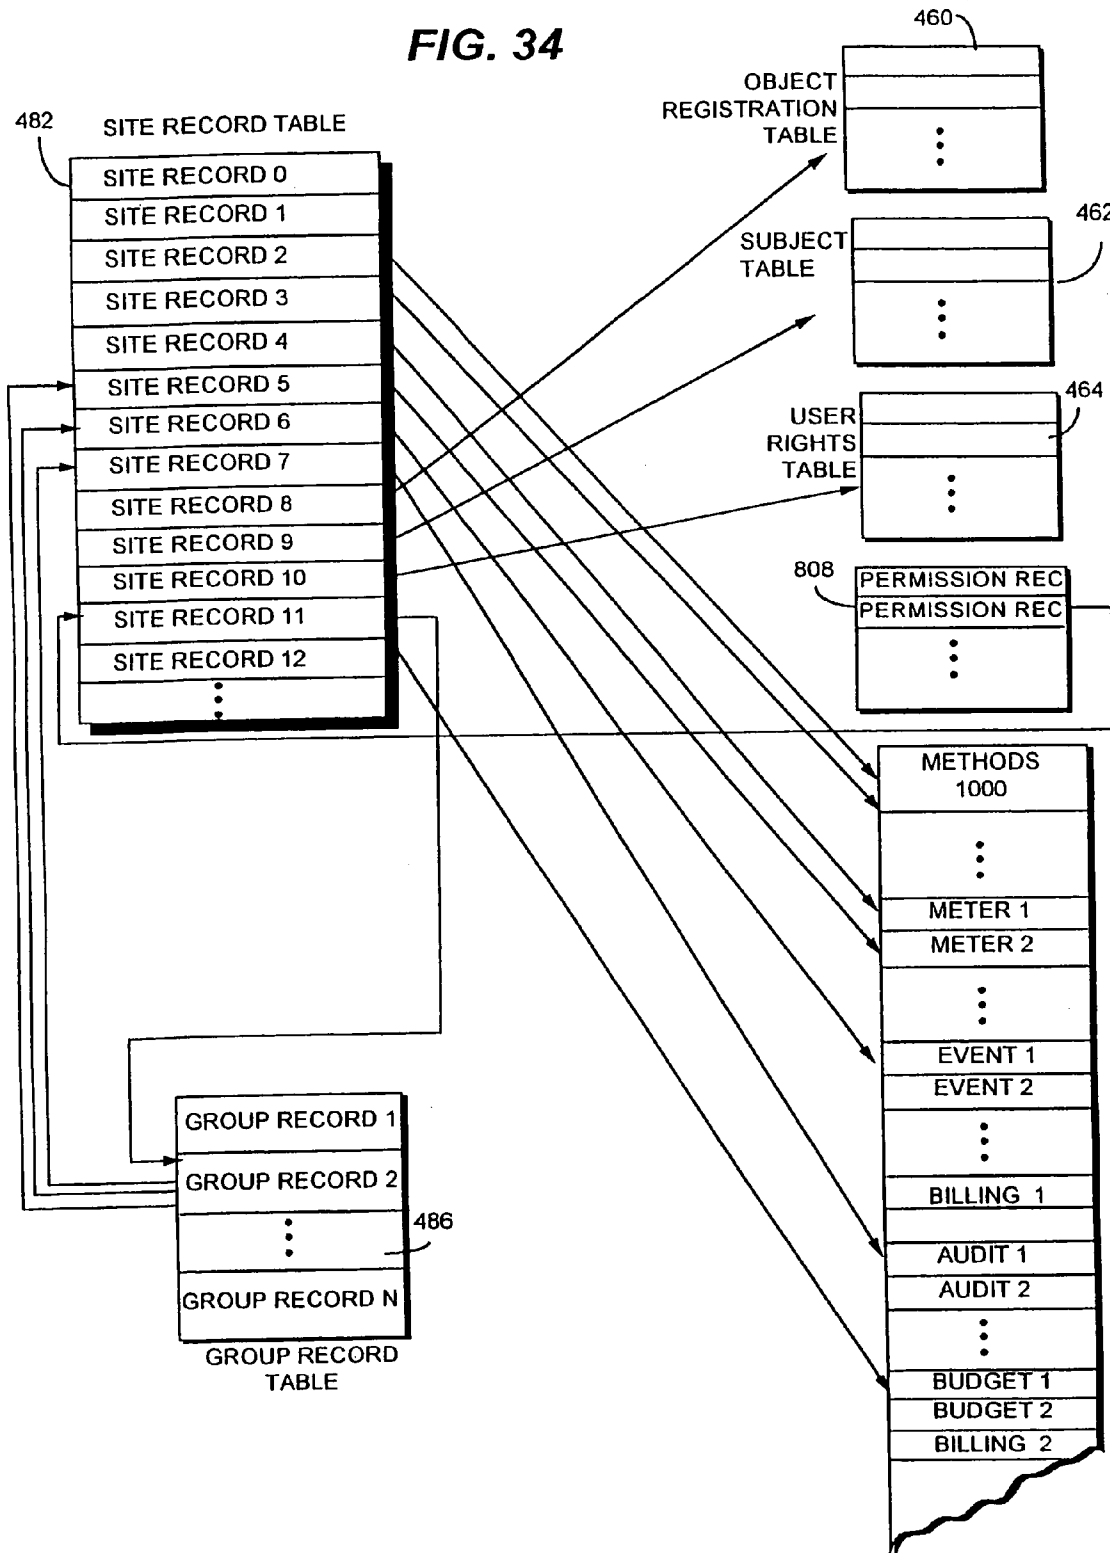 FIG. 34
460
OBJECT
REGISTRATION
TABLE
482
SITE RECORD TABLE
SITE RECORD 0
SITE RECORD 1
SITE RECORD 2
SITE RECORD 3
SITE RECORD 4
SITE RECORD 5
SITE RECORD 6
SITE RECORD 7
SITE RECORD 8
SITE RECORD 9
SITE RECORD 10
SITE RECORD 11
SITE RECORD 12
SUBJECT
TABLE
462
USER
RIGHTS
TABLE
464
808
PERMISSION REC
PERMISSION REC
METHODS
1000
METER 1
METER 2
EVENT 1
EVENT 2
BILLING 1
AUDIT 1
AUDIT 2
BUDGET 1
BUDGET 2
BILLING 2
GROUP RECORD 1
GROUP RECORD 2
486
GROUP RECORD N
GROUP RECORD
TABLE